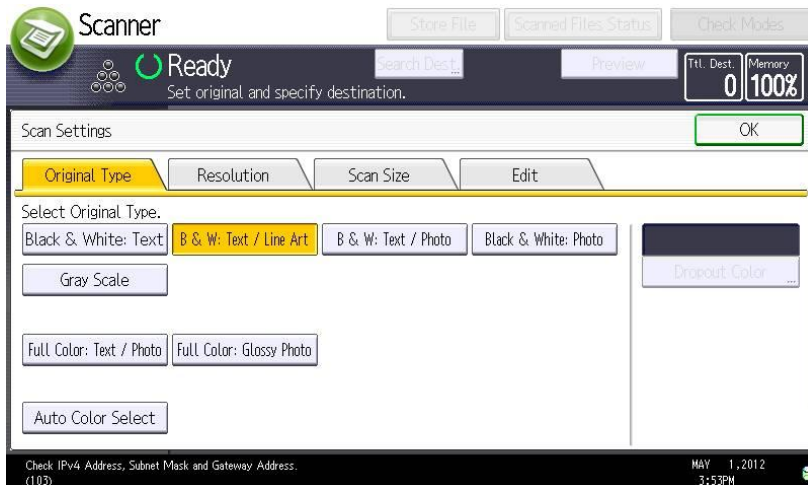 Scanner
Store File
Scanned Files Status
Check Modes
Ready
Search Dest.
Preview
Ttl. Dest.
0
Memory
100%
Set original and specify destination.
Scan Settings
OK
Original Type
Resolution
Scan Size
Edit
Select Original Type.
Black & White: Text
B & W: Text / Line Art
B & W: Text / Photo
Black & White: Photo
Gray Scale
Dropout Color
Full Color: Text / Photo
Full Color: Glossy Photo
Auto Color Select
Check IPv4 Address, Subnet Mask and Gateway Address.
(103)
MAY 1,2012
3:53PM